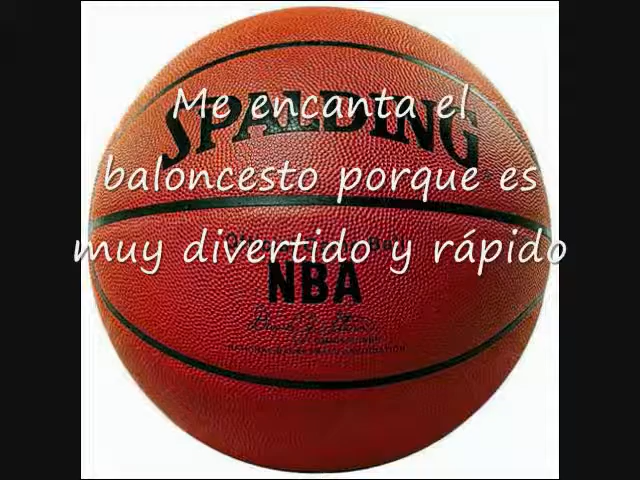 Me encanta el
SPALDING
baloncesto porque es
muy divertido y rápido
NBA